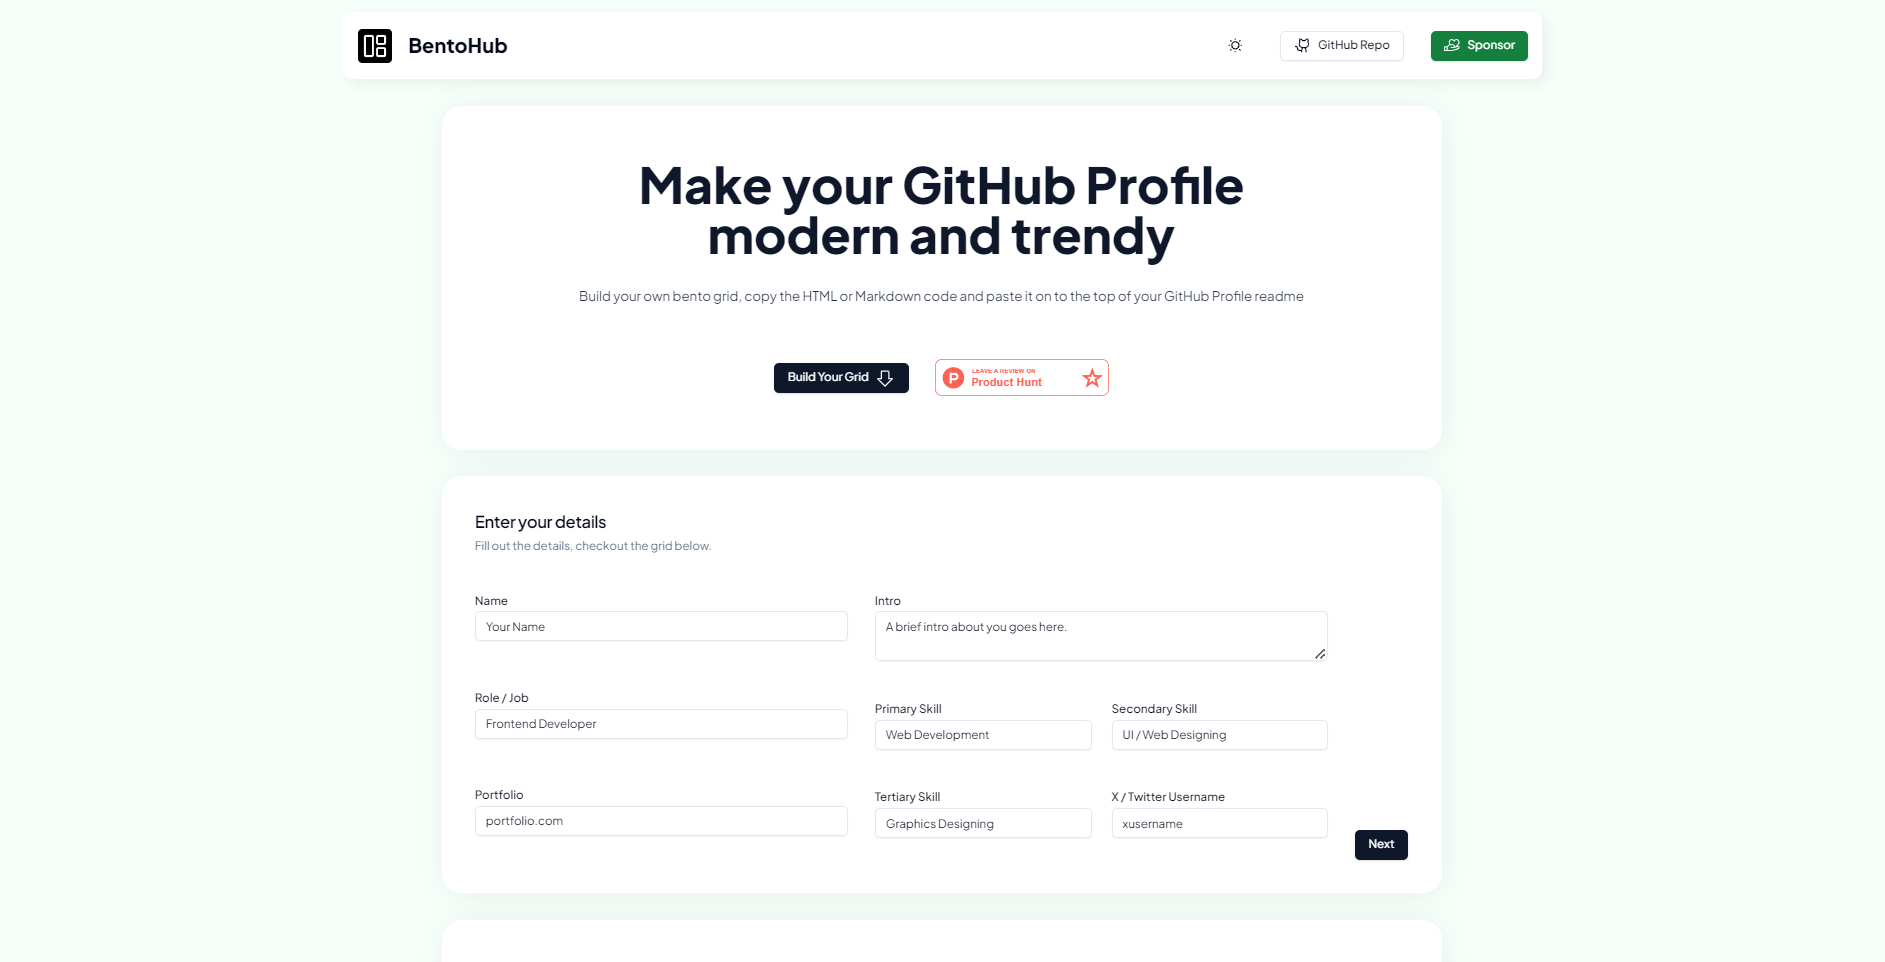 BentoHub
GitHub Repo
Sponsor
Make your GitHub Profile
modern and trendy
Build your own bento grid, copy the HTML or Markdown code and paste it on to the top of your GitHub Profile readme
Build Your Grid
P
LEAVE A REVIEW ON
Product Hunt
Enter your details
Fill out the details, checkout the grid below.
Name
Your Name
Intro
A brief intro about you goes here.
Role / Job
Frontend Developer
Primary Skill
Web Development
Secondary Skill
UI / Web Designing
Portfolio
portfolio.com
Tertiary Skill
Graphics Designing
X / Twitter Username
xusername
Next